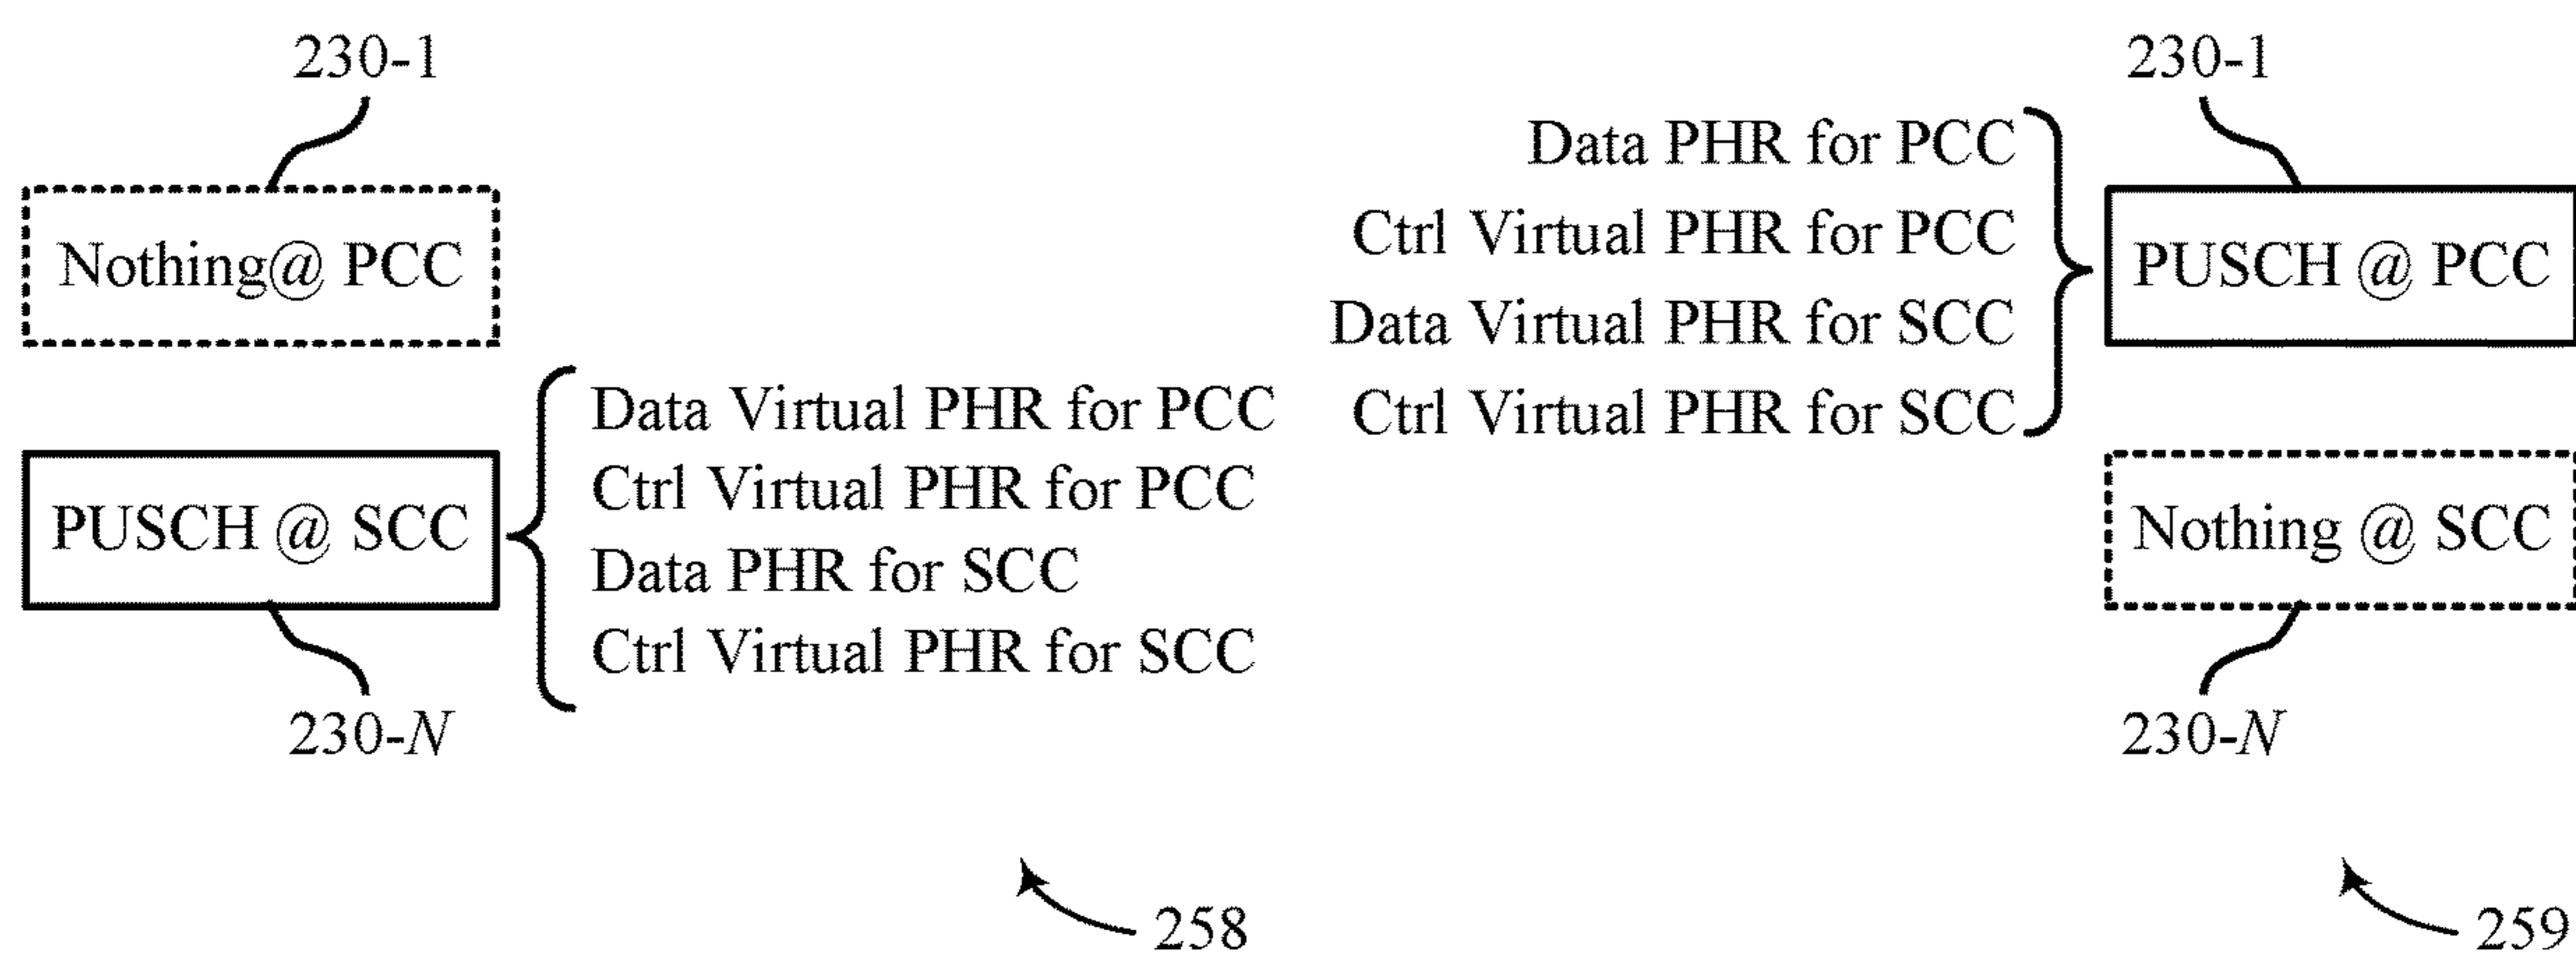 230-1
Nothing@ PCC
PUSCH @ SCC
230-N
Data Virtual PHR for PCC
Ctrl Virtual PHR for PCC
Data PHR for SCC
Ctrl Virtual PHR for SCC
258
Data PHR for PCC
Ctrl Virtual PHR for PCC
Data Virtual PHR for SCC
Ctrl Virtual PHR for SCC
230-1
PUSCH @ PCC
Nothing @ SCC
230-N
259